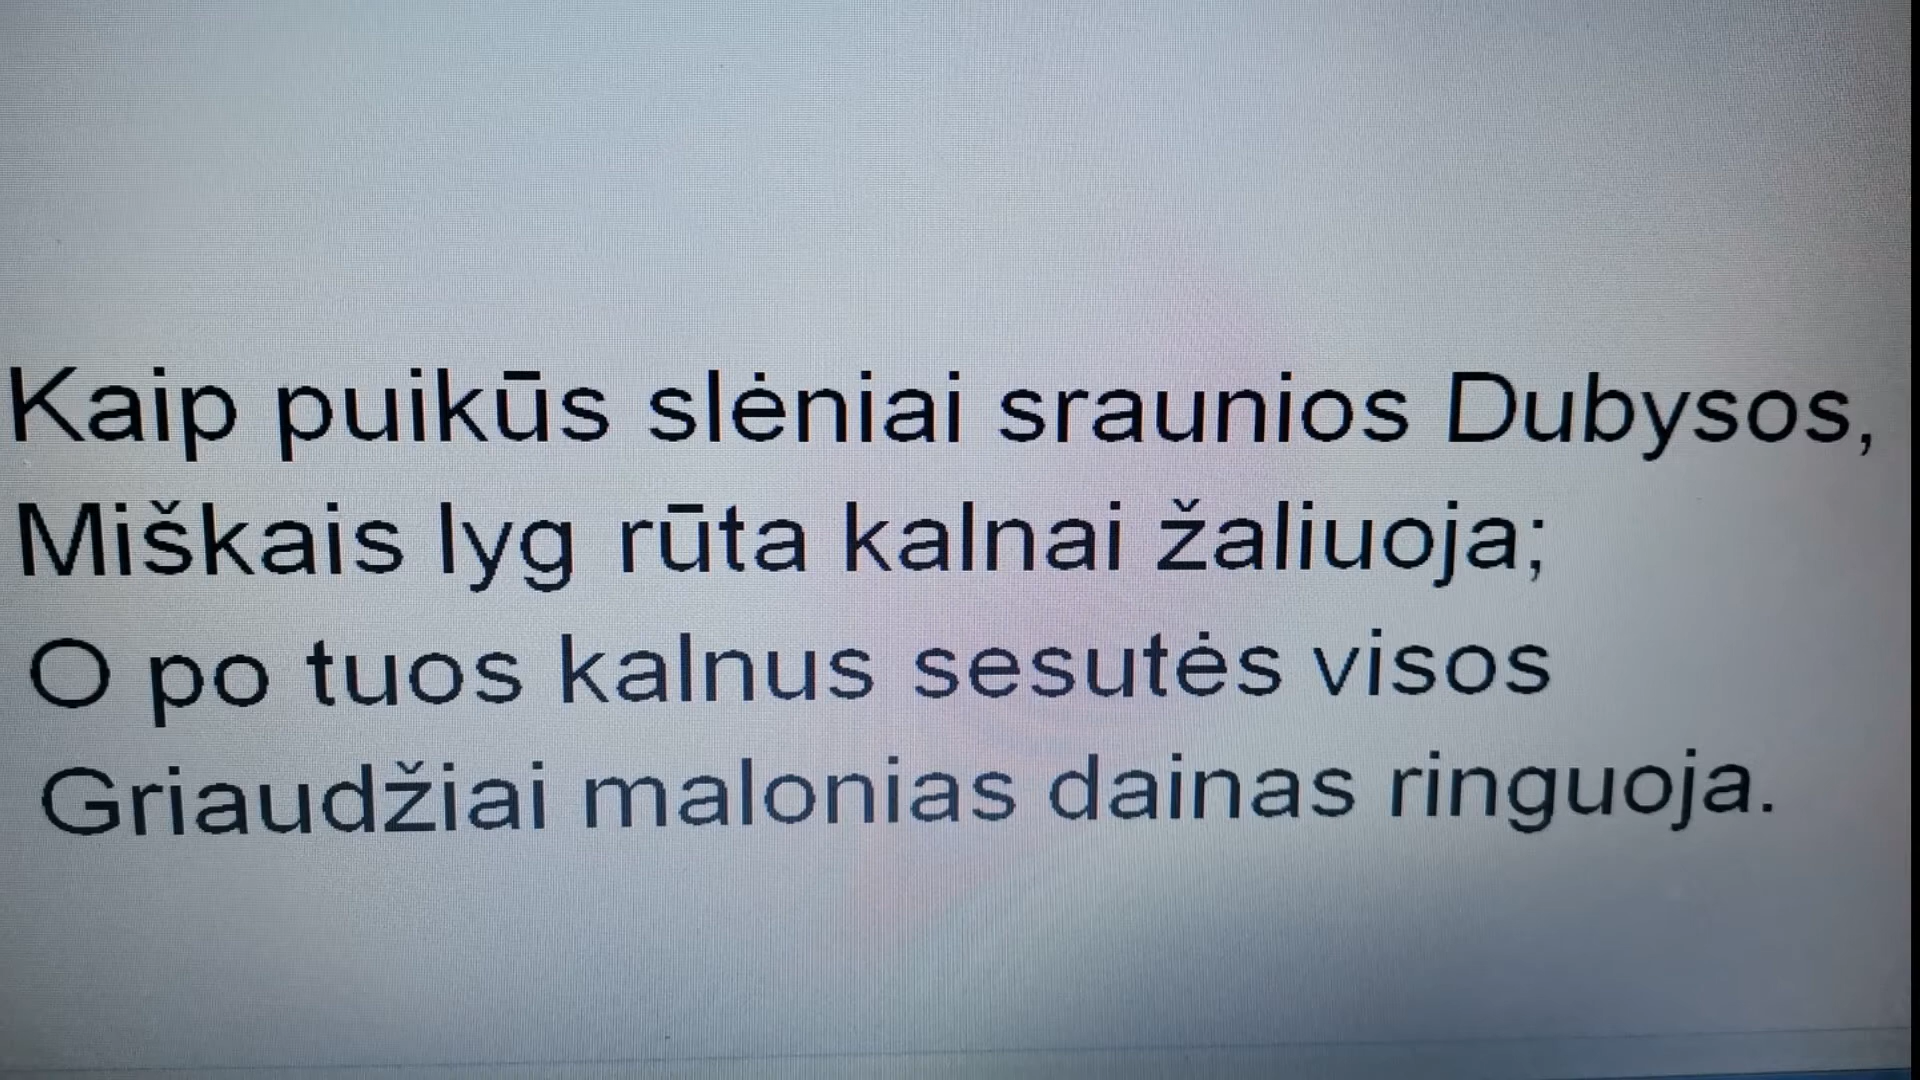 Kaip puikūs slėniai sraunios Dubysos,
Miškais lyg rūta kalnai žaliuoja;
O po tuos kalnus sesutės visos
Griaudžiai malonias dainas ringuoja.